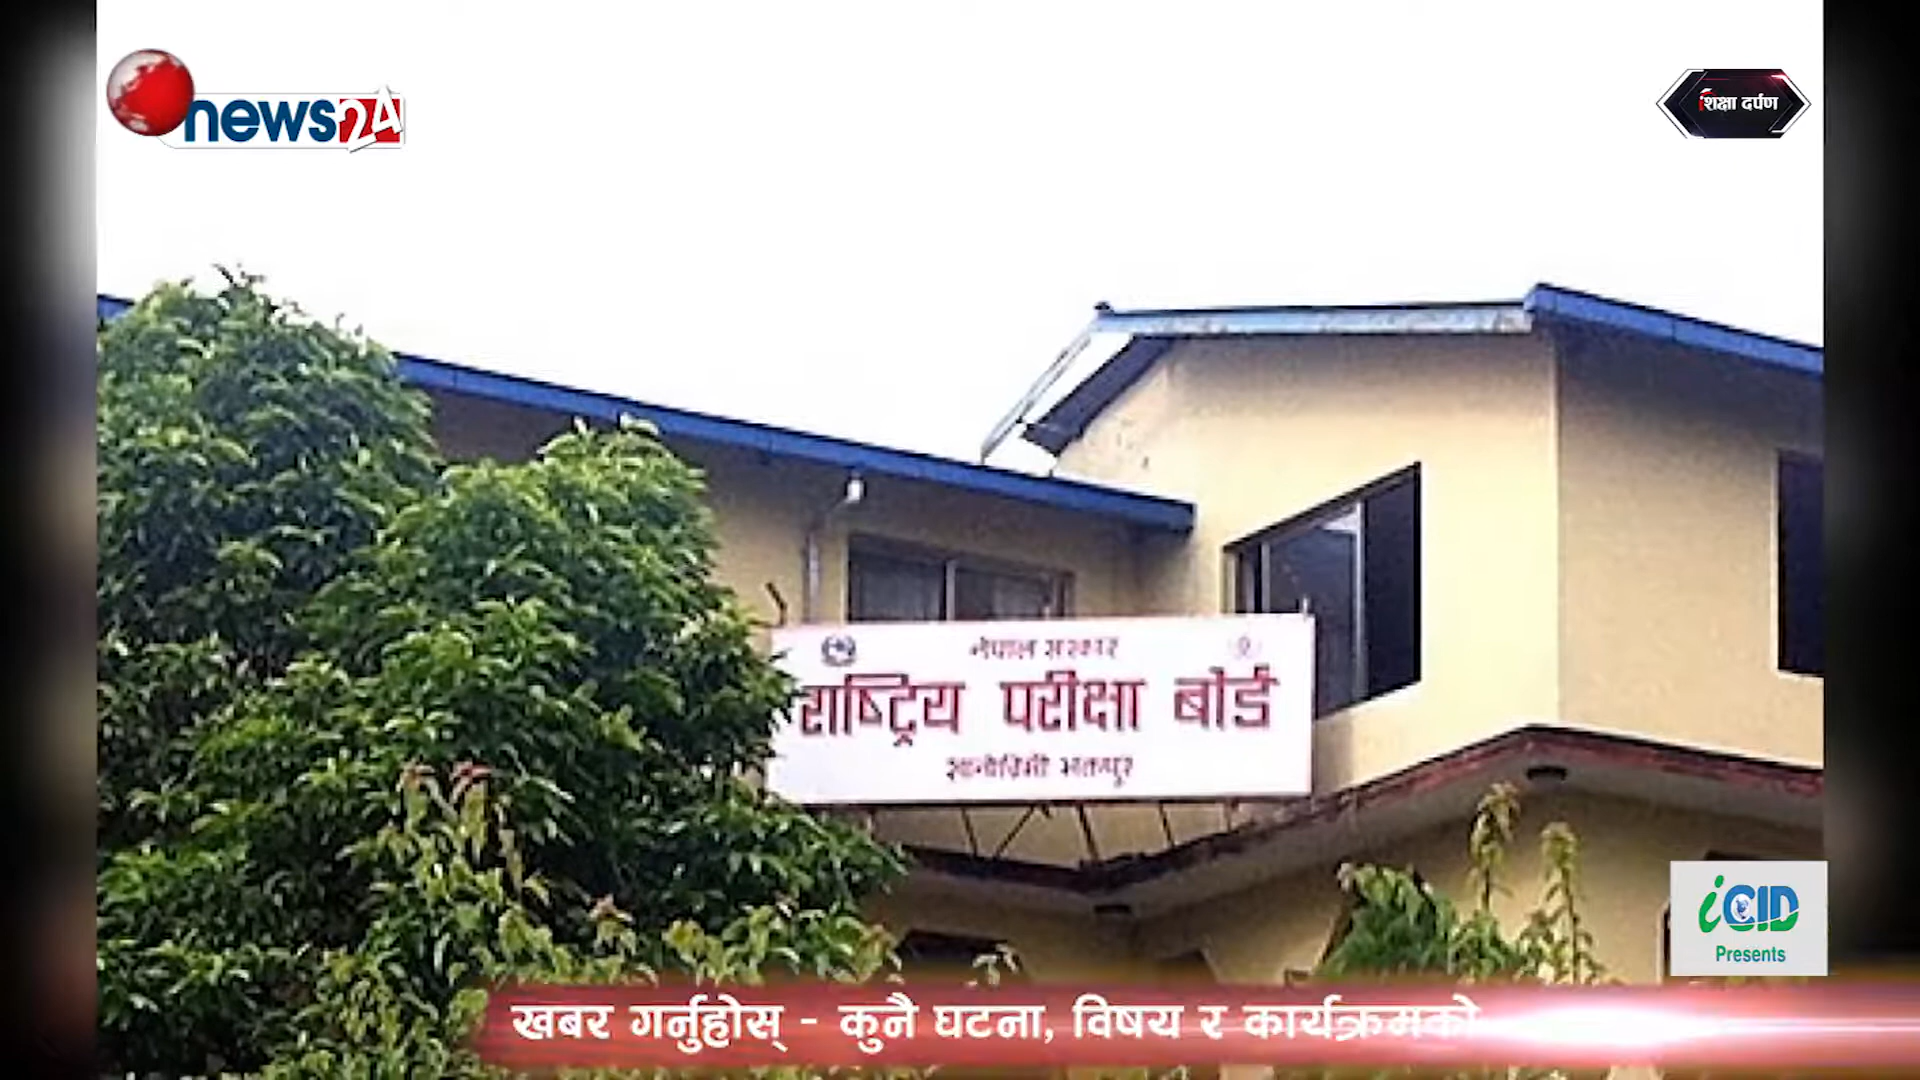 news24
शिक्षा दर्पण
नेपाल सरकार
राष्ट्रिय परीक्षा बोर्ड
सानोठिमी भक्तपुर
iCID
Presents
खबर गर्नुहोस् - कुनै घटना, विषय र कार्यक्रमको